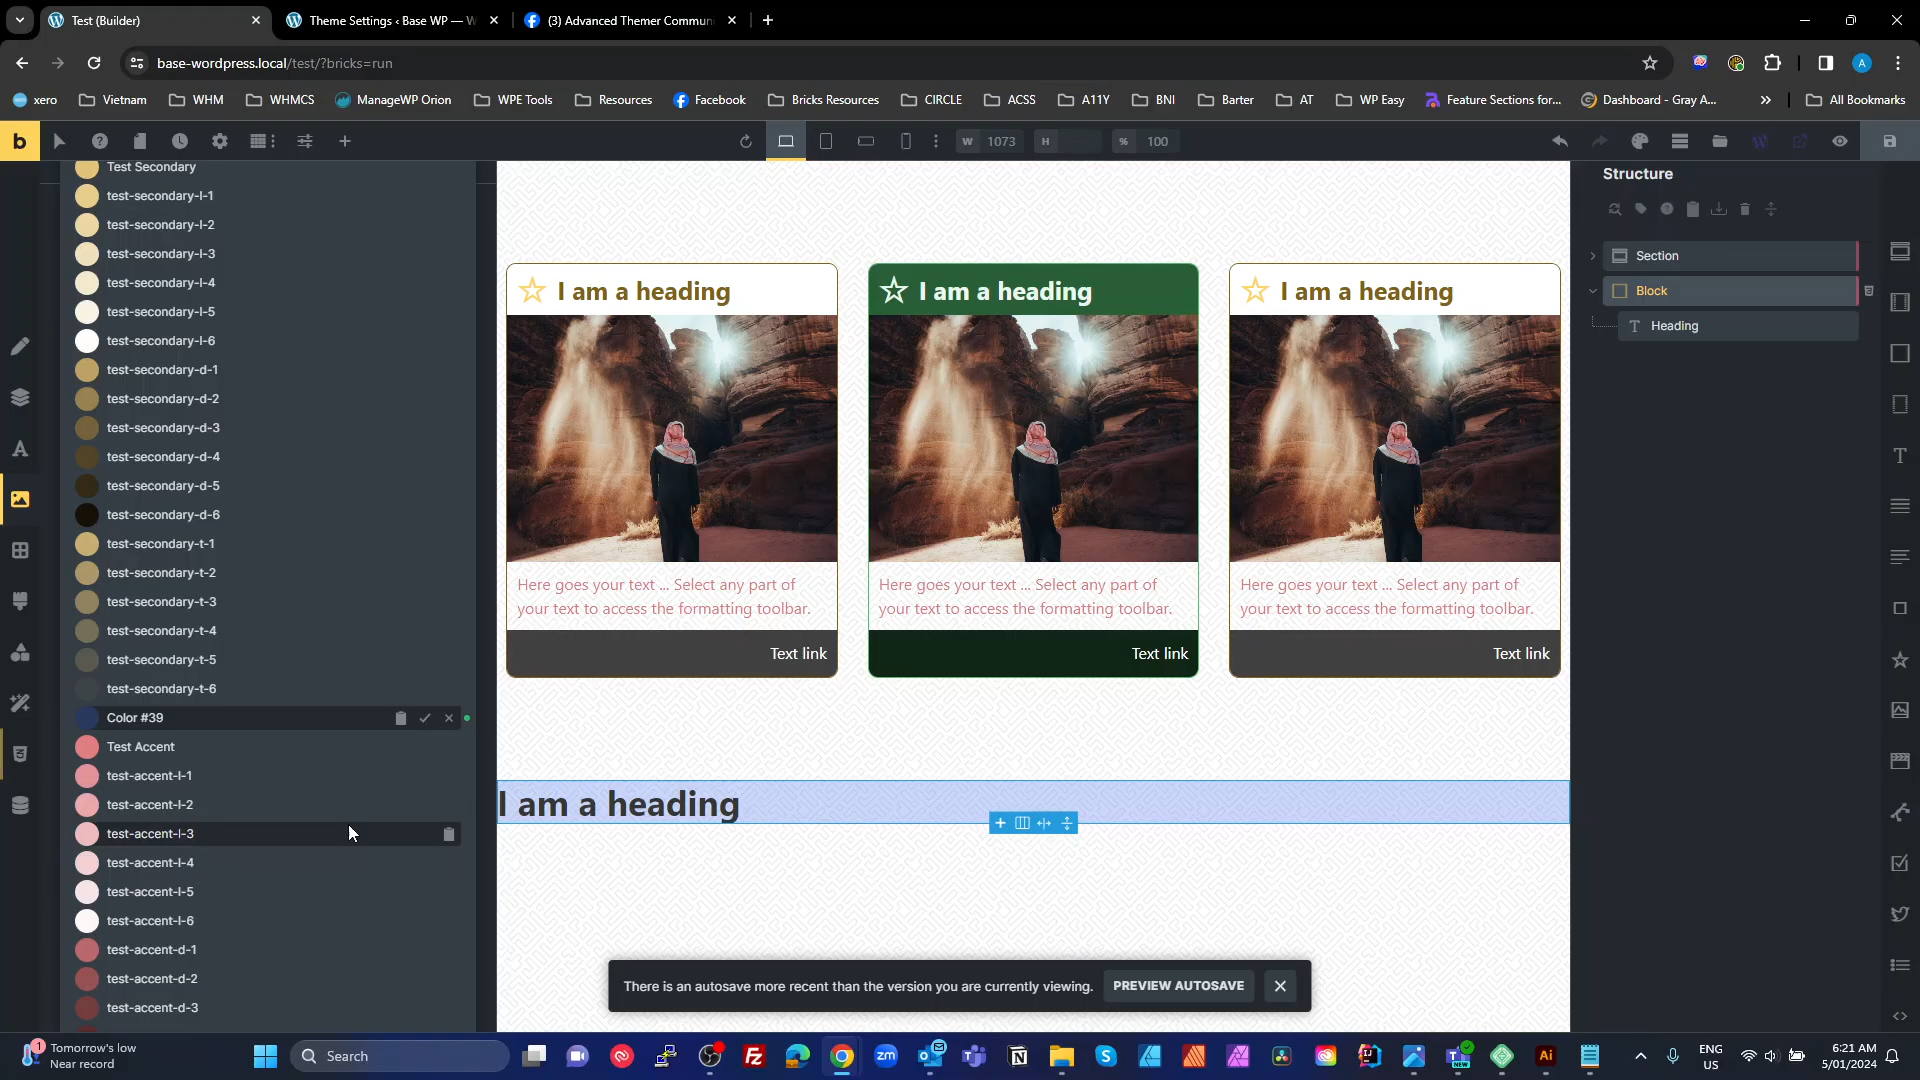 Test (Builder)
Theme Settings ‹ Base WP — W
(3) Advanced Themer Commun
base-wordpress.local/test/?bricks=run
xero
Vietnam
WHM
WHMCS
ManageWP Orion
WPE Tools
Resources
Facebook
Bricks Resources
CIRCLE
ACSS
A11Y
BNI
Barter
AT
WP Easy
Feature Sections for...
Dashboard - Gray A...
All Bookmarks
b
W 1073
H
% 100
Test Secondary
test-secondary-l-1
test-secondary-l-2
test-secondary-l-3
test-secondary-l-4
test-secondary-l-5
test-secondary-l-6
test-secondary-d-1
test-secondary-d-2
test-secondary-d-3
test-secondary-d-4
test-secondary-d-5
test-secondary-d-6
test-secondary-t-1
test-secondary-t-2
test-secondary-t-3
test-secondary-t-4
test-secondary-t-5
test-secondary-t-6
Color #39
Test Accent
test-accent-l-1
test-accent-l-2
test-accent-l-3
test-accent-l-4
test-accent-l-5
test-accent-l-6
test-accent-d-1
test-accent-d-2
test-accent-d-3
I am a heading
Here goes your text ... Select any part of
your text to access the formatting toolbar.
Text link
I am a heading
Here goes your text ... Select any part of
your text to access the formatting toolbar.
Text link
I am a heading
Here goes your text ... Select any part of
your text to access the formatting toolbar.
Text link
I am a heading
There is an autosave more recent than the version you are currently viewing.
PREVIEW AUTOSAVE
Structure
Section
Block
Heading
1
Tomorrow's low
Near record
Search
zm
Ai
NEW
ENG
US
6:21 AM
5/01/2024